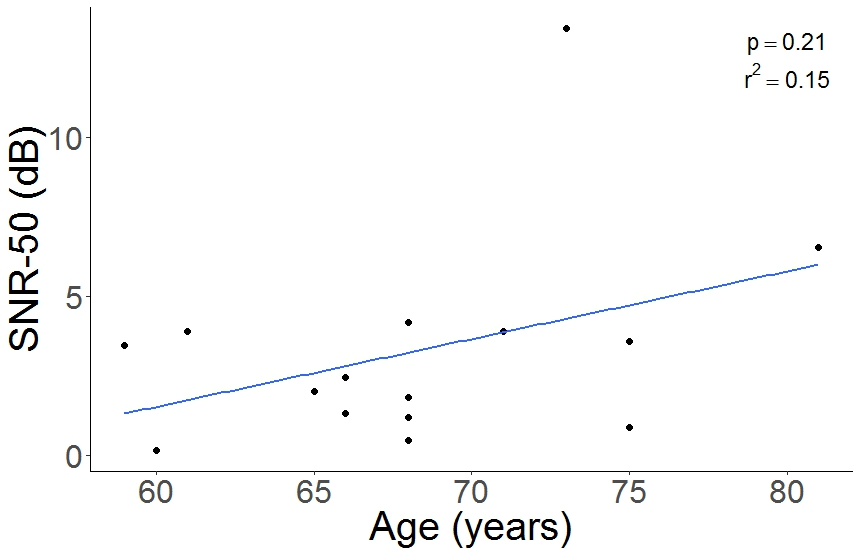 p = 0.21
r² = 0.15
SNR-50 (dB)
10
5
0
60 65 70 75 80
Age (years)